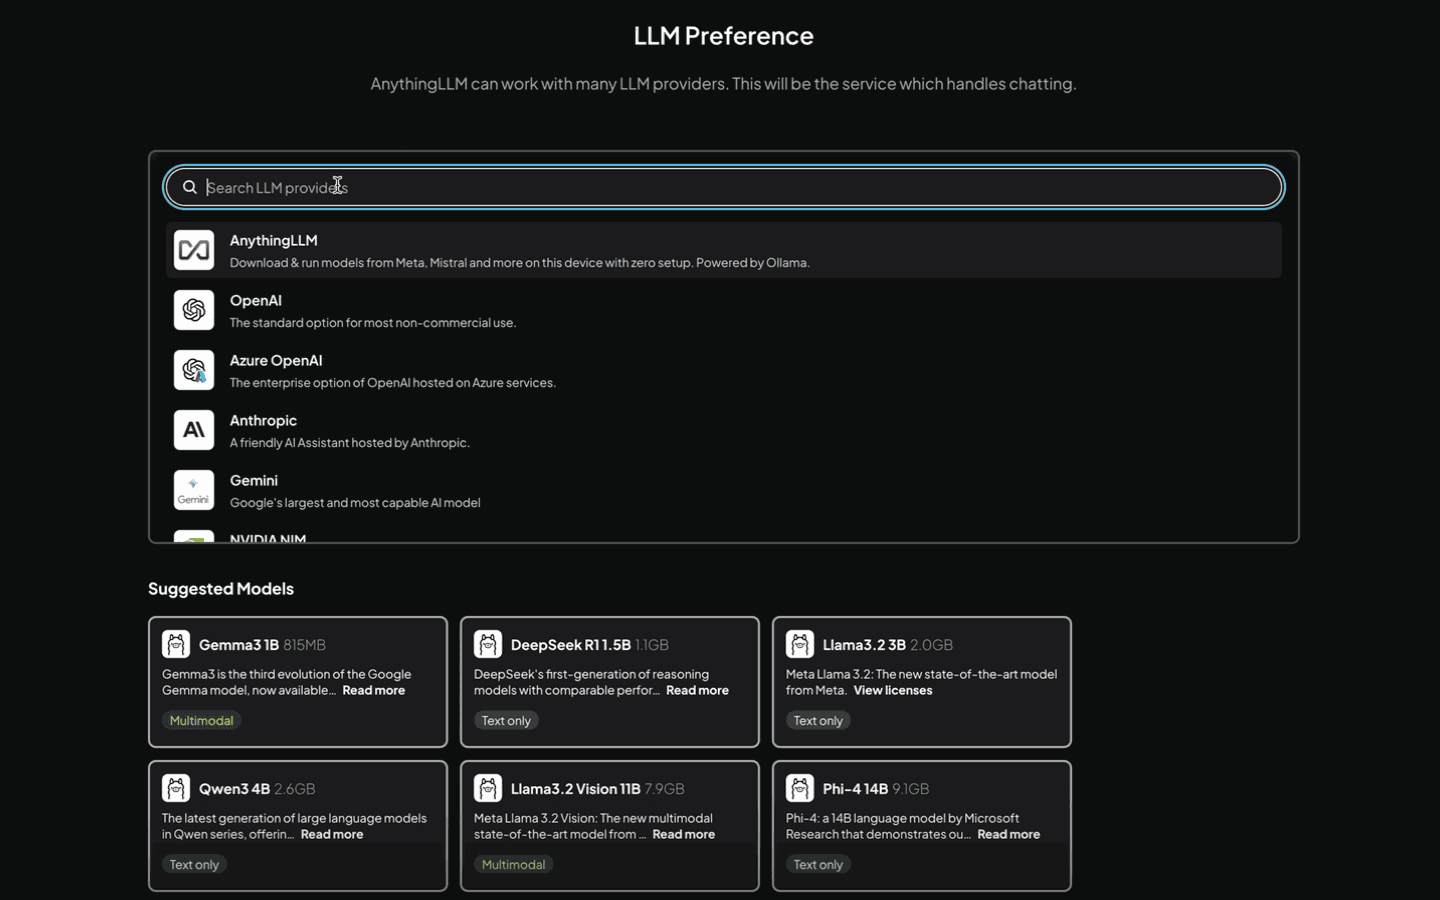 LLM Preference
AnythingLLM can work with many LLM providers. This will be the service which handles chatting.
Search LLM providers
AnythingLLM
Download & run models from Meta, Mistral and more on this device with zero setup. Powered by Ollama.
OpenAI
The standard option for most non-commercial use.
Azure OpenAI
The enterprise option of OpenAI hosted on Azure services.
Anthropic
A friendly AI Assistant hosted by Anthropic.
Gemini
Gemini
Google's largest and most capable AI model
NVIDIA NIM
Suggested Models
Gemma3 1B 815MB
Gemma3 is the third evolution of the Google
Gemma model, now available... Read more
Multimodal
DeepSeek R1 1.5B 1.1GB
DeepSeek's first-generation of reasoning
models with comparable perfor... Read more
Text only
Llama3.2 3B 2.0GB
Meta Llama 3.2: The new state-of-the-art model
from Meta. View licenses
Text only
Qwen3 4B 2.6GB
The latest generation of large language models
in Qwen series, offerin... Read more
Text only
Llama3.2 Vision 11B 7.9GB
Meta Llama 3.2 Vision: The new multimodal
state-of-the-art model from ... Read more
Multimodal
Phi-4 14B 9.1GB
Phi-4: a 14B language model by Microsoft
Research that demonstrates ou... Read more
Text only